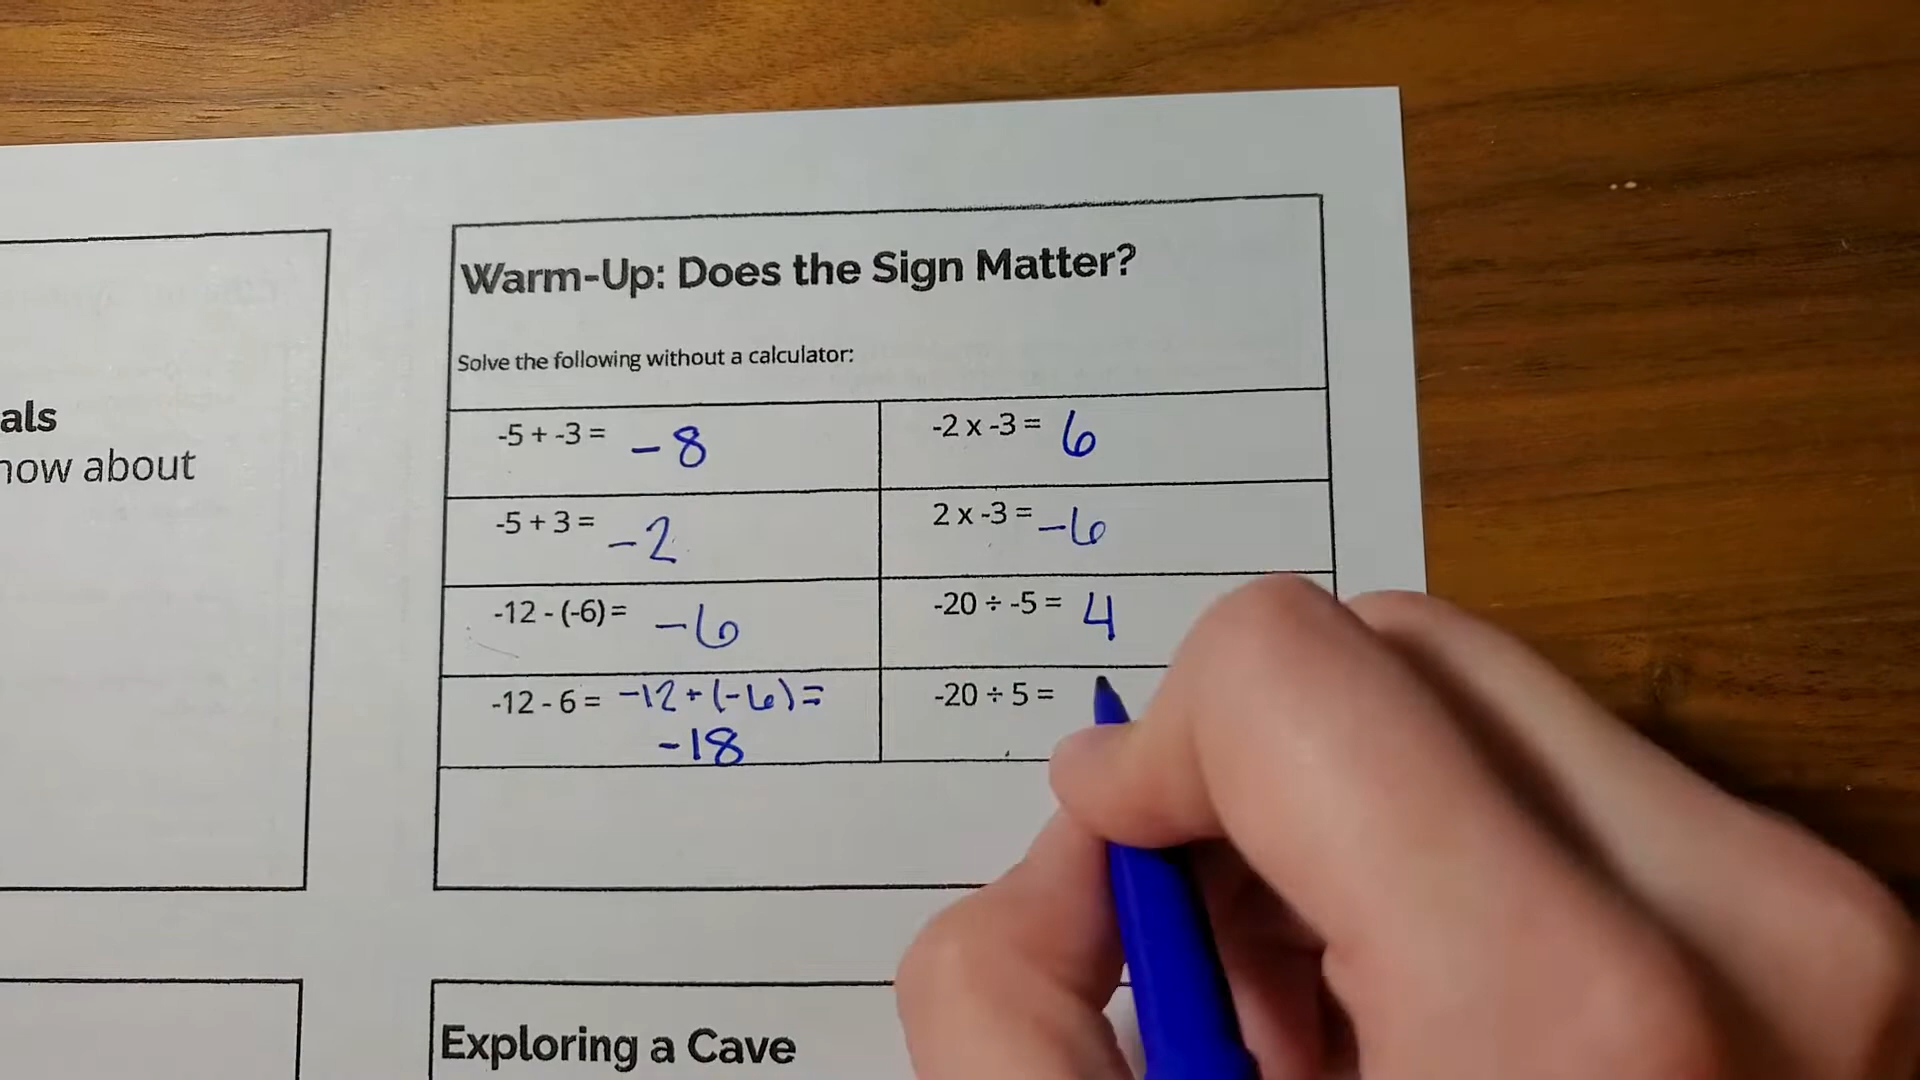 als
now about
Warm-Up: Does the Sign Matter?
Solve the following without a calculator:
-5 + -3 = -8
-2 x -3 = 6
-5 + 3 = -2
2 x -3 = -6
-12 - (-6) = -6
-20 ÷ -5 = 4
-12 - 6 = -12+(-6)=
-18
-20 ÷ 5 =
Exploring a Cave